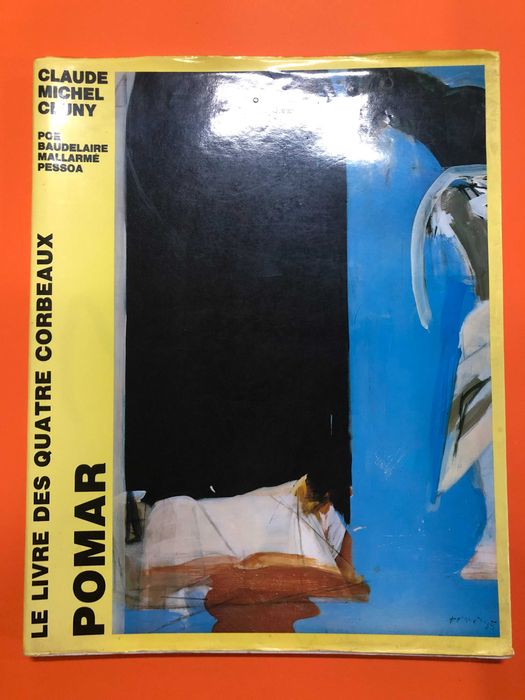 CLAUDE
MICHEL
CLUNY
POE
BAUDELAIRE
MALLARMÉ
PESSOA
LE LIVRE DES QUATRE CORBEAUX
POMAR